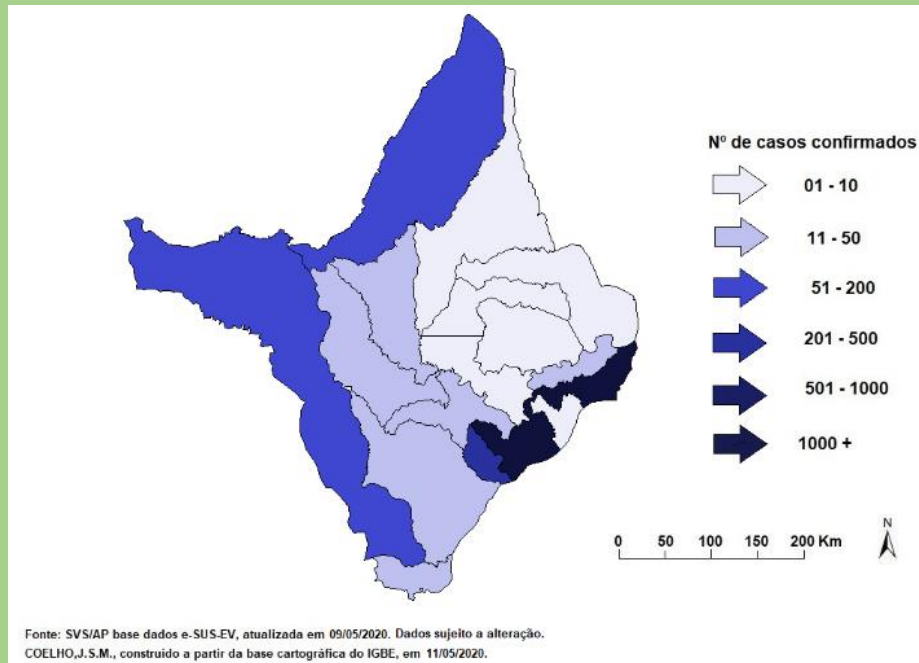 Nº de casos confirmados
01 - 10
11 - 50
51 - 200
201 - 500
501 - 1000
1000 +
N
0 50 100 150 200 Km
Fonte: SVS/AP base dados e-SUS-EV, atualizada em 09/05/2020. Dados sujeito a alteração.
COELHO,J.S.M., construido a partir da base cartográfica do IGBE, em 11/05/2020.